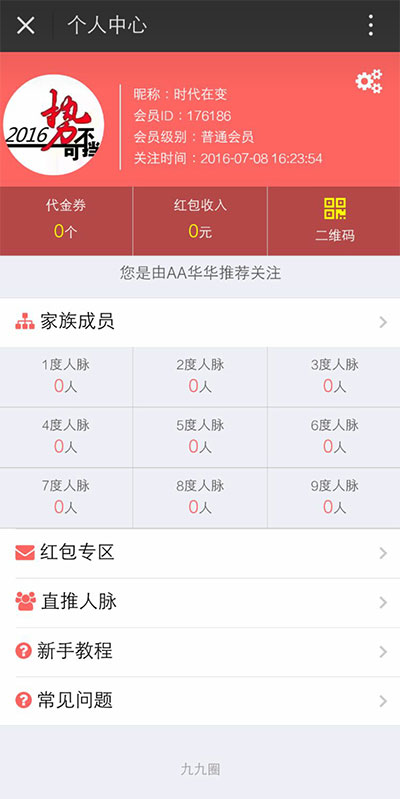 个人中心
2016势不可挡
昵称：时代在变
会员ID：176186
会员级别：普通会员
关注时间：2016-07-08 16:23:54
代金券 红包收入
0个 0元 二维码
您是由AA华华推荐关注
家族成员
1度人脉 2度人脉 3度人脉
0人 0人 0人
4度人脉 5度人脉 6度人脉
0人 0人 0人
7度人脉 8度人脉 9度人脉
0人 0人 0人
红包专区
直推人脉
新手教程
常见问题
九九圈